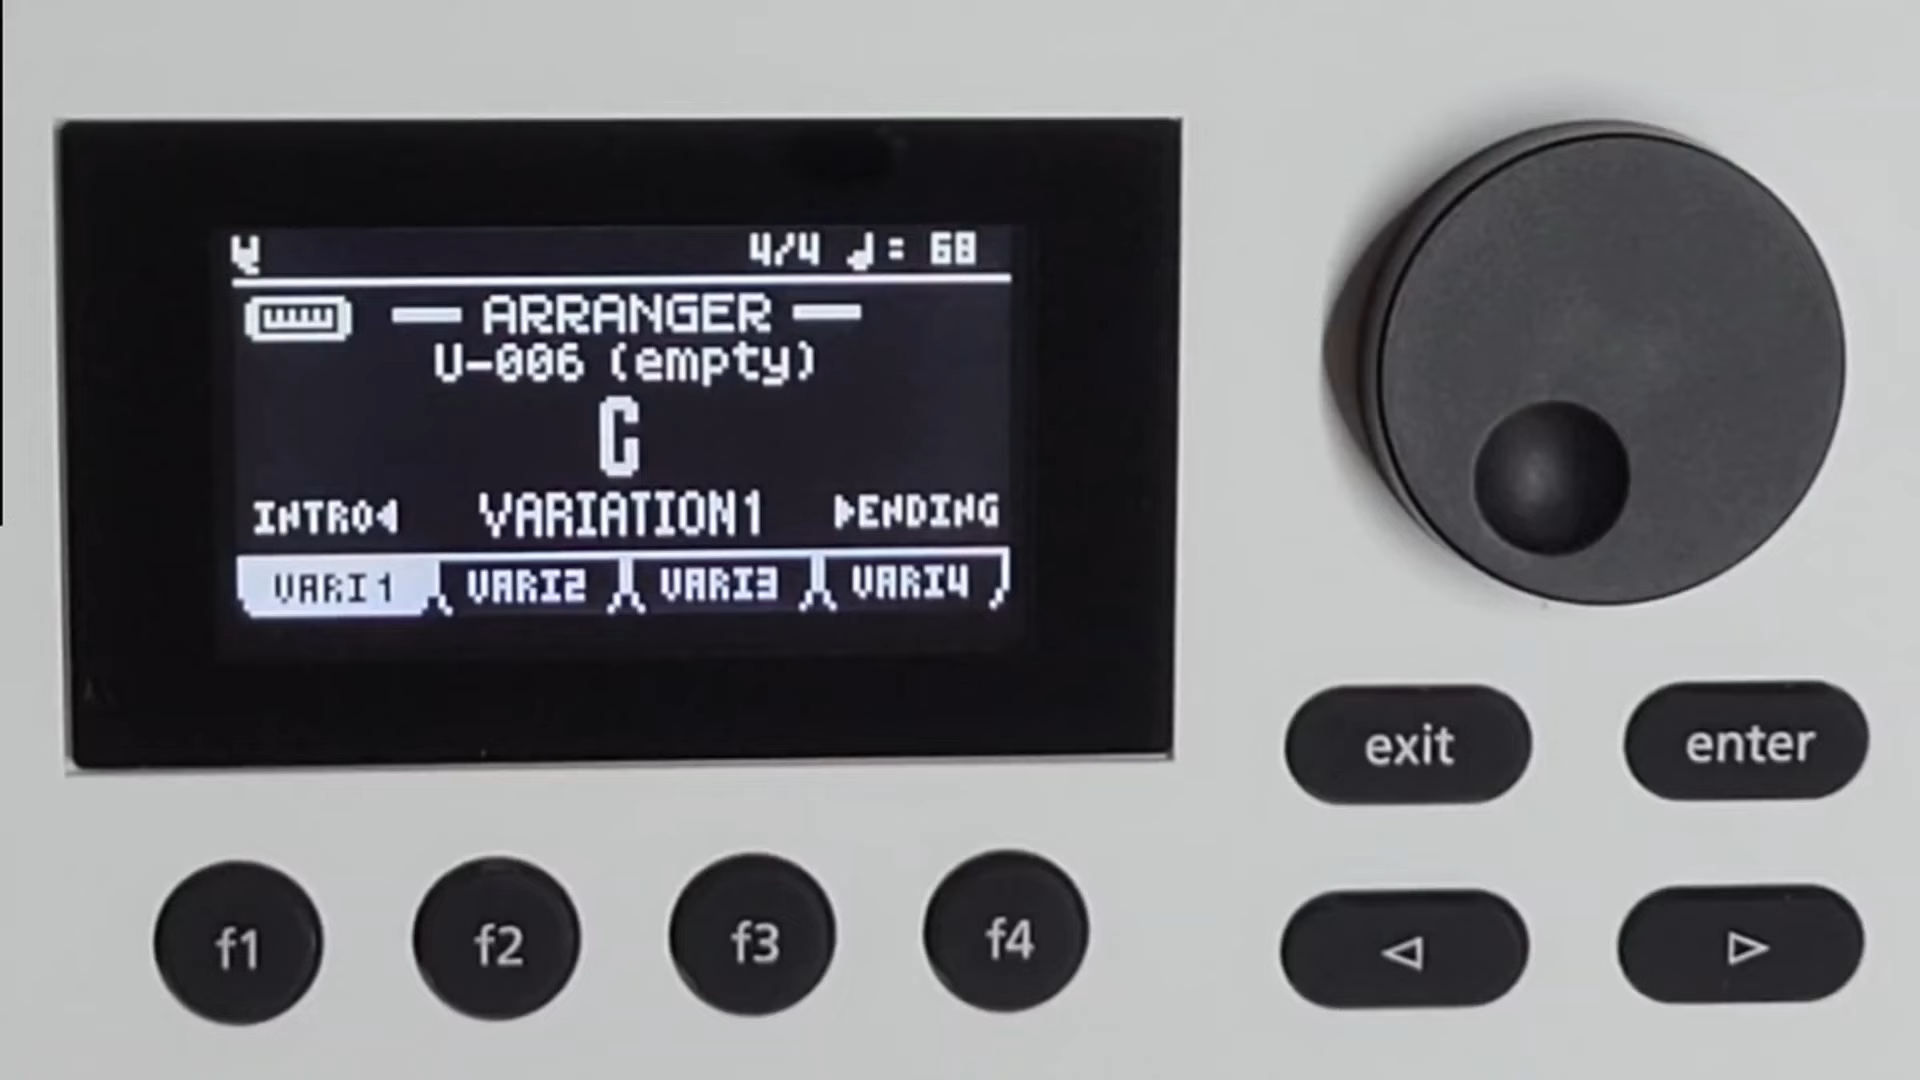 4/4 ♩= 68
ARRANGER
U-006 (empty)
C
INTRO◀ VARIATION1 ▶ENDING
VARI1 VARI2 VARI3 VARI4
exit enter
f1 f2 f3 f4